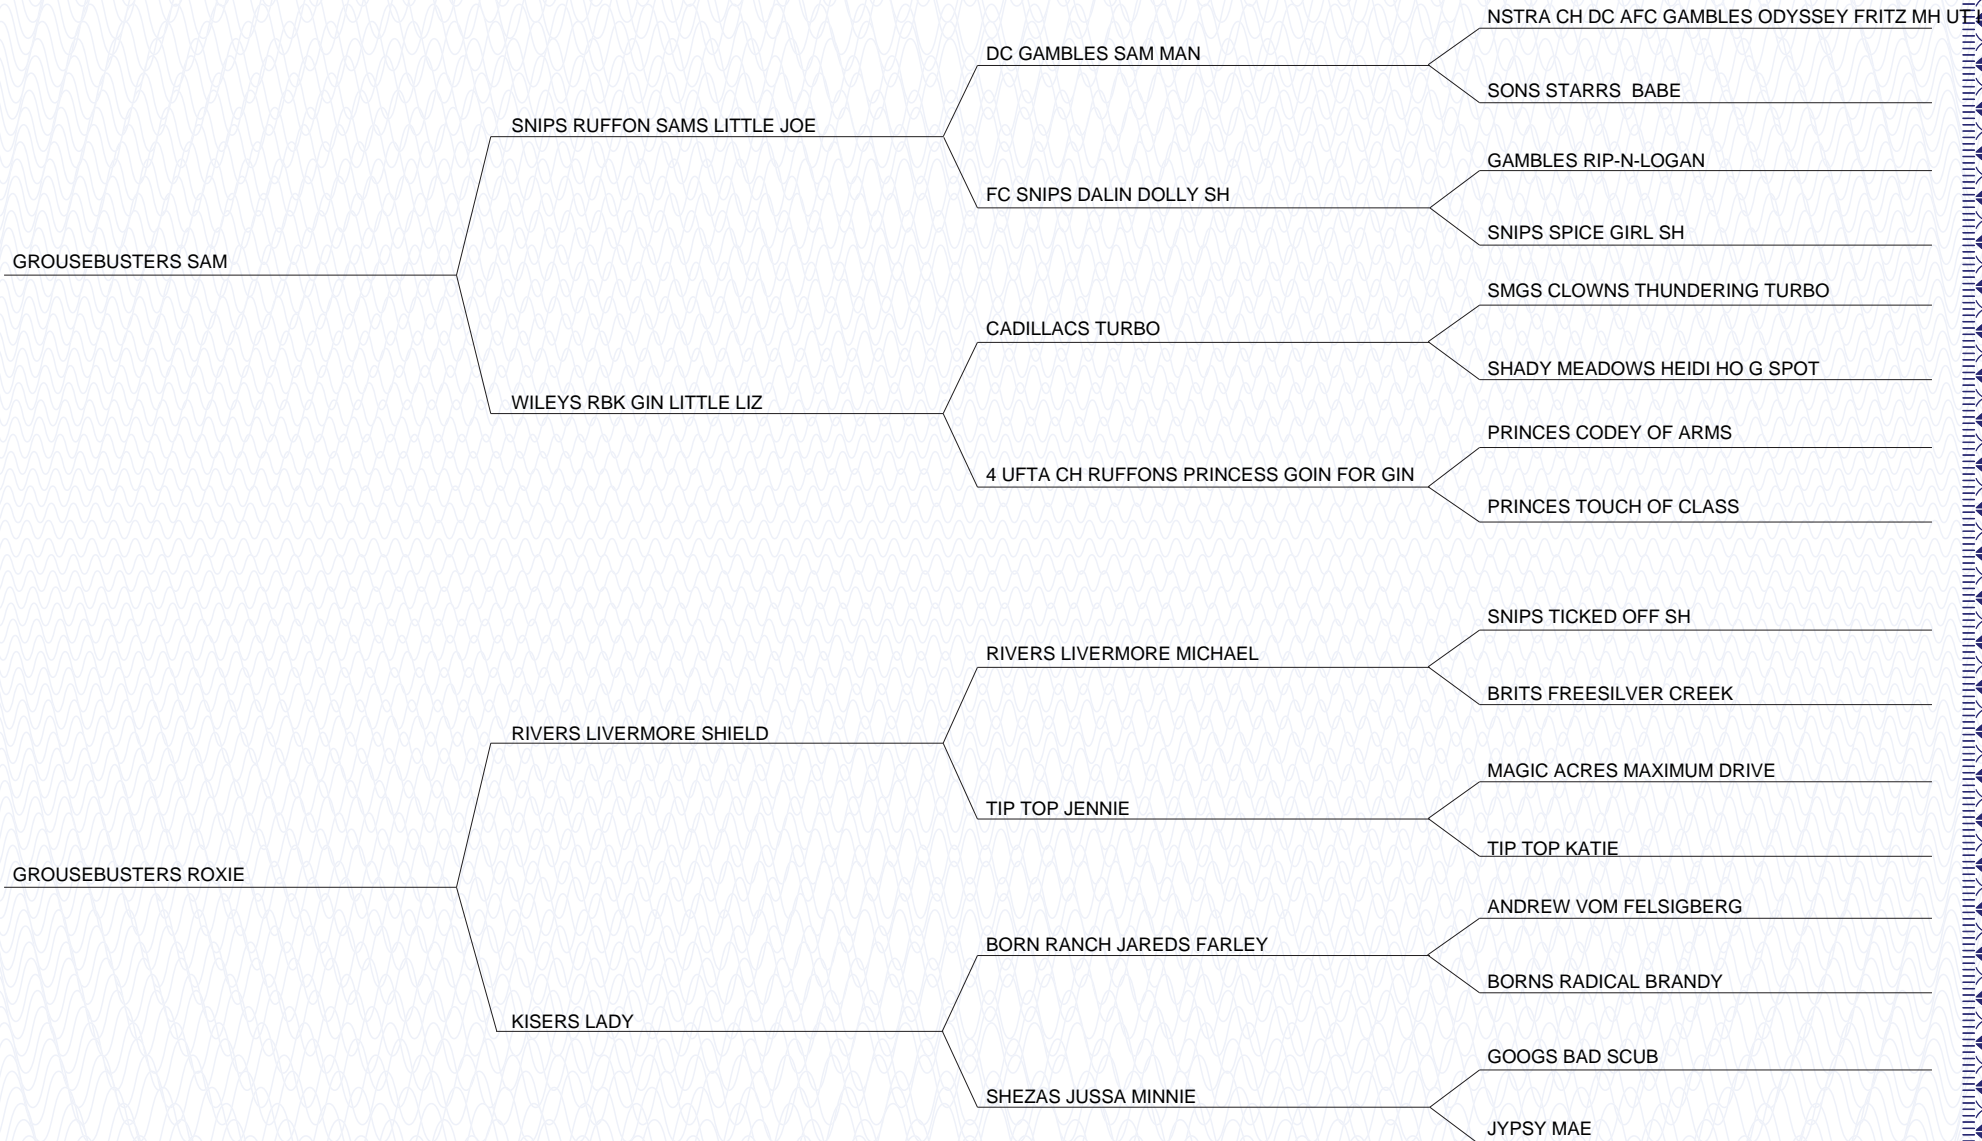 NSTRA CH DC AFC GAMBLES ODYSSEY FRITZ MH UT
DC GAMBLES SAM MAN
SONS STARRS  BABE
SNIPS RUFFON SAMS LITTLE JOE
GAMBLES RIP-N-LOGAN
FC SNIPS DALIN DOLLY SH
SNIPS SPICE GIRL SH
GROUSEBUSTERS SAM
SMGS CLOWNS THUNDERING TURBO
CADILLACS TURBO
SHADY MEADOWS HEIDI HO G SPOT
WILEYS RBK GIN LITTLE LIZ
PRINCES CODEY OF ARMS
4 UFTA CH RUFFONS PRINCESS GOIN FOR GIN
PRINCES TOUCH OF CLASS
SNIPS TICKED OFF SH
RIVERS LIVERMORE MICHAEL
BRITS FREESILVER CREEK
RIVERS LIVERMORE SHIELD
MAGIC ACRES MAXIMUM DRIVE
TIP TOP JENNIE
TIP TOP KATIE
GROUSEBUSTERS ROXIE
ANDREW VOM FELSIGBERG
BORN RANCH JAREDS FARLEY
BORNS RADICAL BRANDY
KISERS LADY
GOOGS BAD SCUB
SHEZAS JUSSA MINNIE
JYPSY MAE